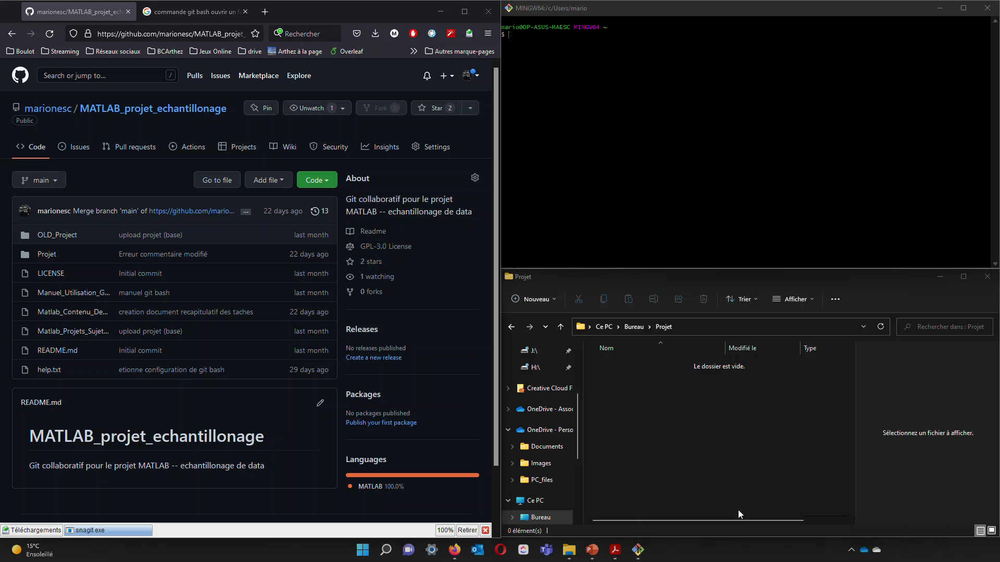 marionesc/MATLAB_projet_ech
commande git bash ouvrir un f
https://github.com/marionesc/MATLAB_projet_
Rechercher
Boulot
Streaming
Réseaux sociaux
BCArthez
Jeux Online
drive
Arthez à la page
Overleaf
Autres marque-pages
Search or jump to...
/
Pulls
Issues
Marketplace
Explore
marionesc / MATLAB_projet_echantillonage
Public
Pin
Unwatch 1
Fork 0
Star 2
Code
Issues
Pull requests
Actions
Projects
Wiki
Security
Insights
Settings
main
Go to file
Add file
Code
marionesc Merge branch 'main' of https://github.com/mario... ... 22 days ago 13
OLD_Project upload projet (base) last month
Projet Erreur commentaire modifié 22 days ago
LICENSE Initial commit last month
Manuel_Utilisation_G... manuel git bash last month
Matlab_Contenu_De... creation document recapitulatif des taches 22 days ago
Matlab_Projets_Sujet... upload projet (base) last month
README.md Initial commit last month
help.txt etionne configuration de git bash 29 days ago
README.md
MATLAB_projet_echantillonage
Git collaboratif pour le projet MATLAB -- echantillonage de data
About
Git collaboratif pour le projet
MATLAB -- echantillonage de data
Readme
GPL-3.0 License
2 stars
1 watching
0 forks
Releases
No releases published
Create a new release
Packages
No packages published
Publish your first package
Languages
MATLAB 100.0%
Téléchargements
snagit.exe
100%
Retirer
MINGW64:/c/Users/mario
mario@OP-ASUS-MAESC MINGW64 ~
$
Projet
Nouveau
Trier
Afficher
Ce PC
Bureau
Projet
Rechercher dans : Projet
J:\
H:\
Creative Cloud F
OneDrive - Assoc
OneDrive - Perso
Documents
Images
PC_files
Ce PC
Bureau
Nom
Modifié le
Type
Le dossier est vide.
Sélectionnez un fichier à afficher.
0 élément(s)
15°C
Ensoleillé